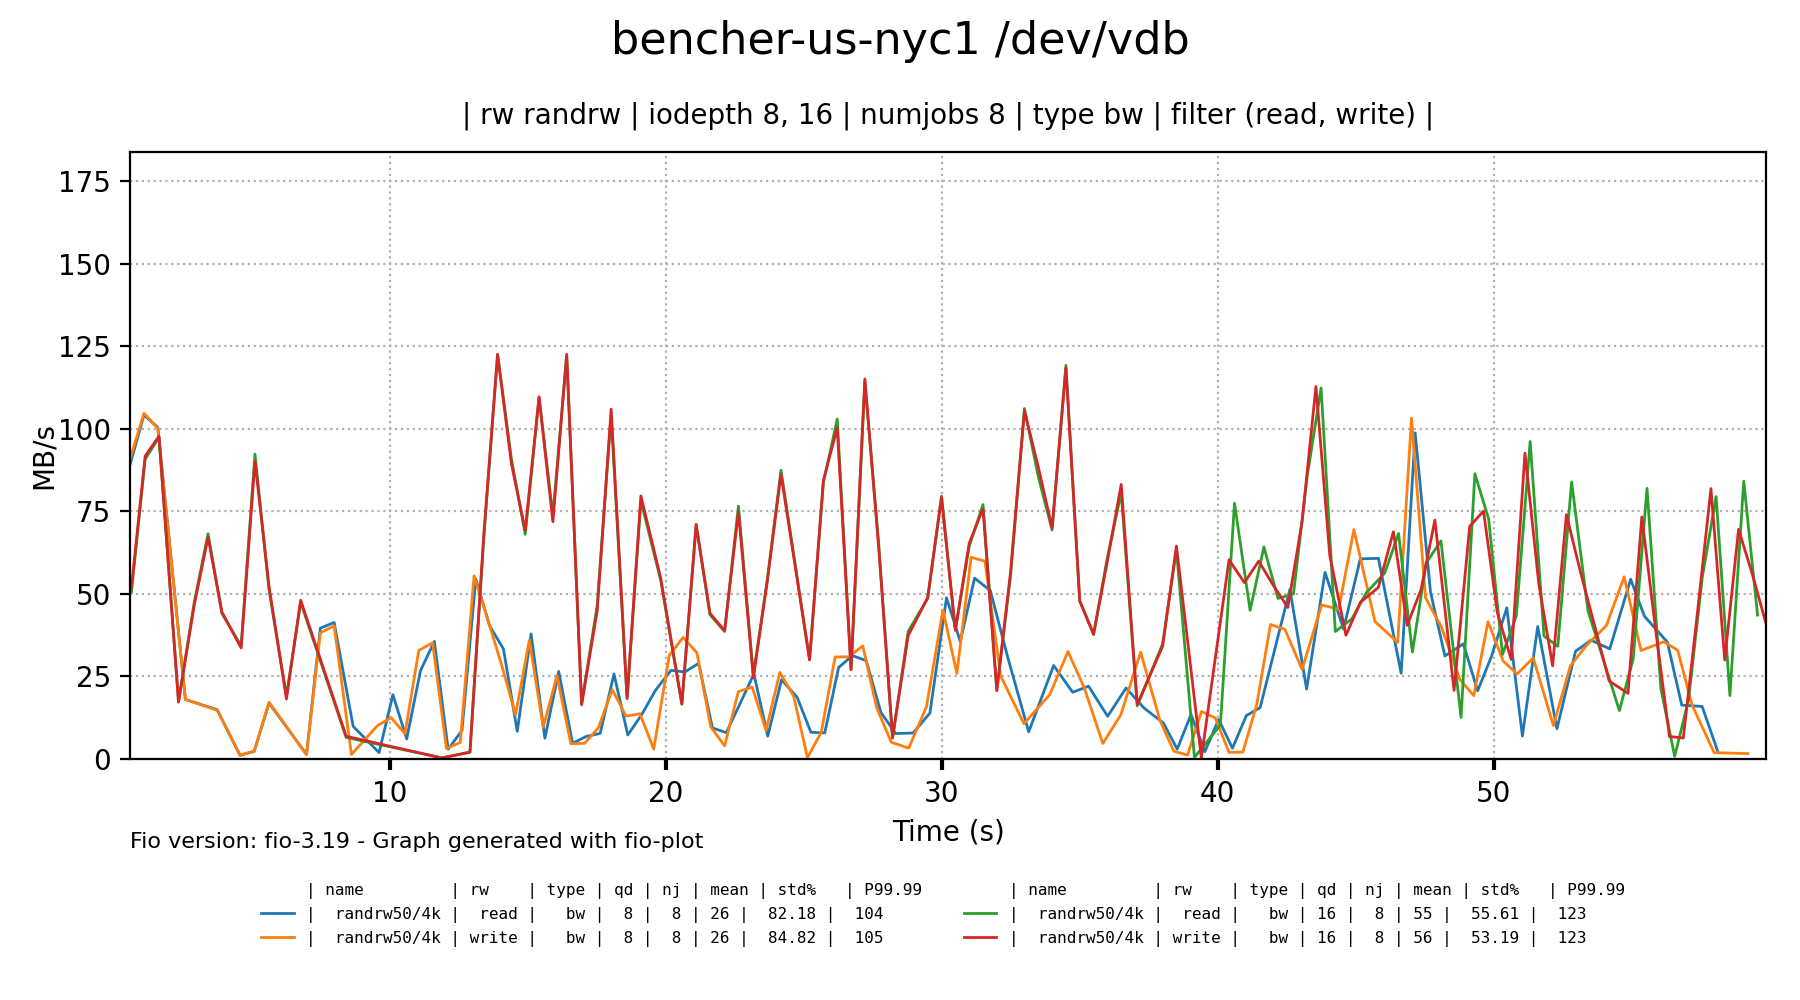 bencher-us-nyc1 /dev/vdb
| rw randrw | iodepth 8, 16 | numjobs 8 | type bw | filter (read, write) |
175
150
125
100
75
50
25
0
MB/s
10 20 30 40 50
Time (s)
Fio version: fio-3.19 - Graph generated with fio-plot
| name | rw | type | qd | nj | mean | std% | P99.99 | name | rw | type | qd | nj | mean | std% | P99.99
| randrw50/4k | read | bw | 8 | 8 | 26 | 82.18 | 104 | randrw50/4k | read | bw | 16 | 8 | 55 | 55.61 | 123
| randrw50/4k | write | bw | 8 | 8 | 26 | 84.82 | 105 | randrw50/4k | write | bw | 16 | 8 | 56 | 53.19 | 123